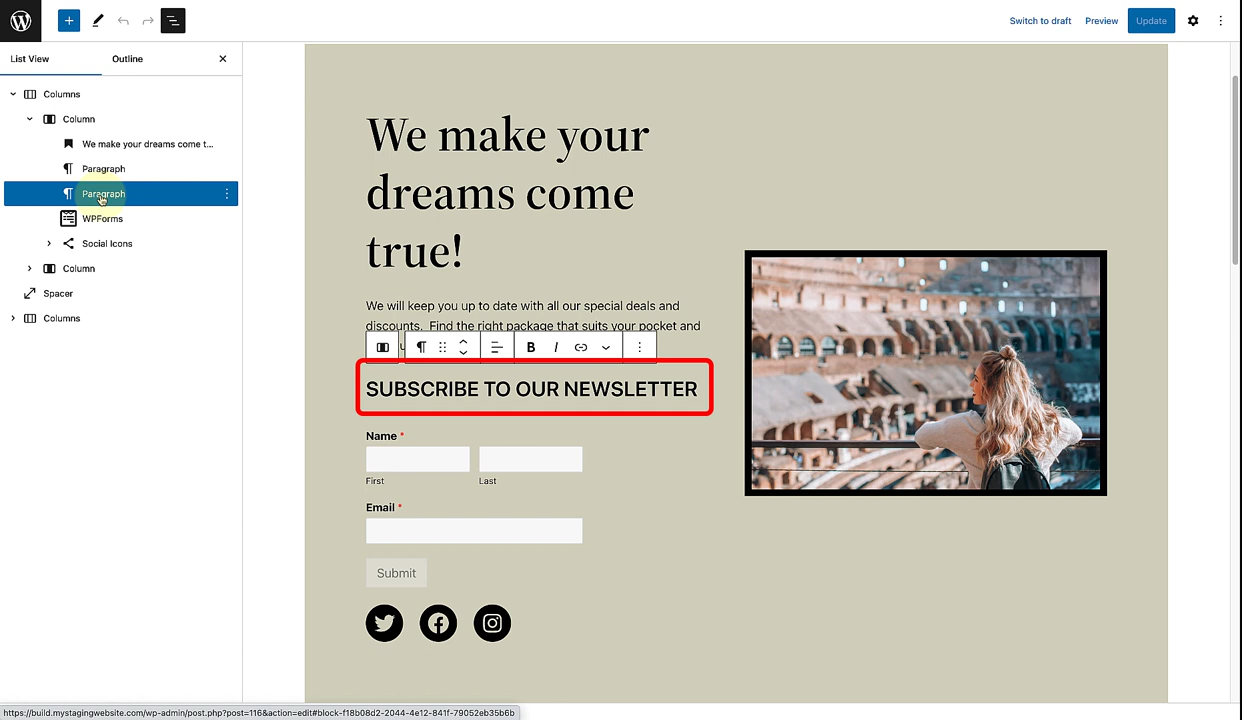 Switch to draft
Preview
Update
List View
Outline
Columns
Column
We make your dreams come t...
Paragraph
Paragraph
WPForms
Social Icons
Column
Spacer
Columns
We make your
dreams come
true!
We will keep you up to date with all our special deals and
discounts. Find the right package that suits your pocket and
B I
SUBSCRIBE TO OUR NEWSLETTER
Name *
First
Last
Email *
Submit
https://build.mystagingwebsite.com/wp-admin/post.php?post=116&action=edit#block-f18b08d2-2044-4e12-841f-79052eb35b6b